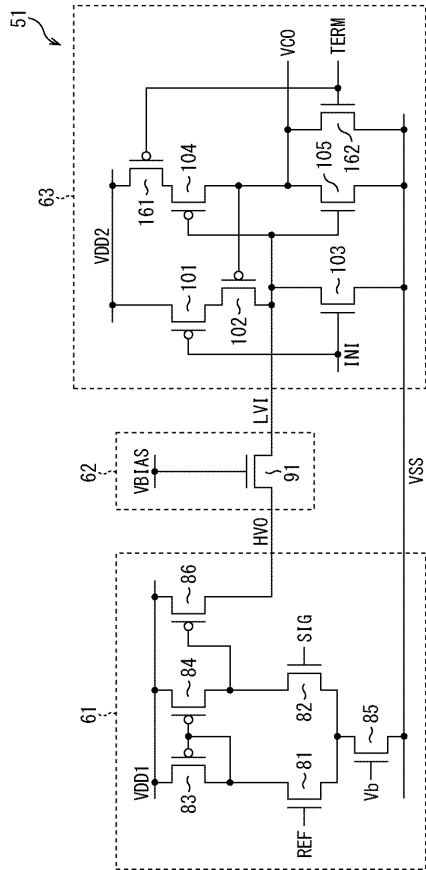 51
61
62
63
VDD1
83
84
86
REF
81
82
SIG
Vb
85
HVO
VBIAS
91
LVI
VDD2
101
102
161
104
INI
103
105
162
VCO
TERM
VSS